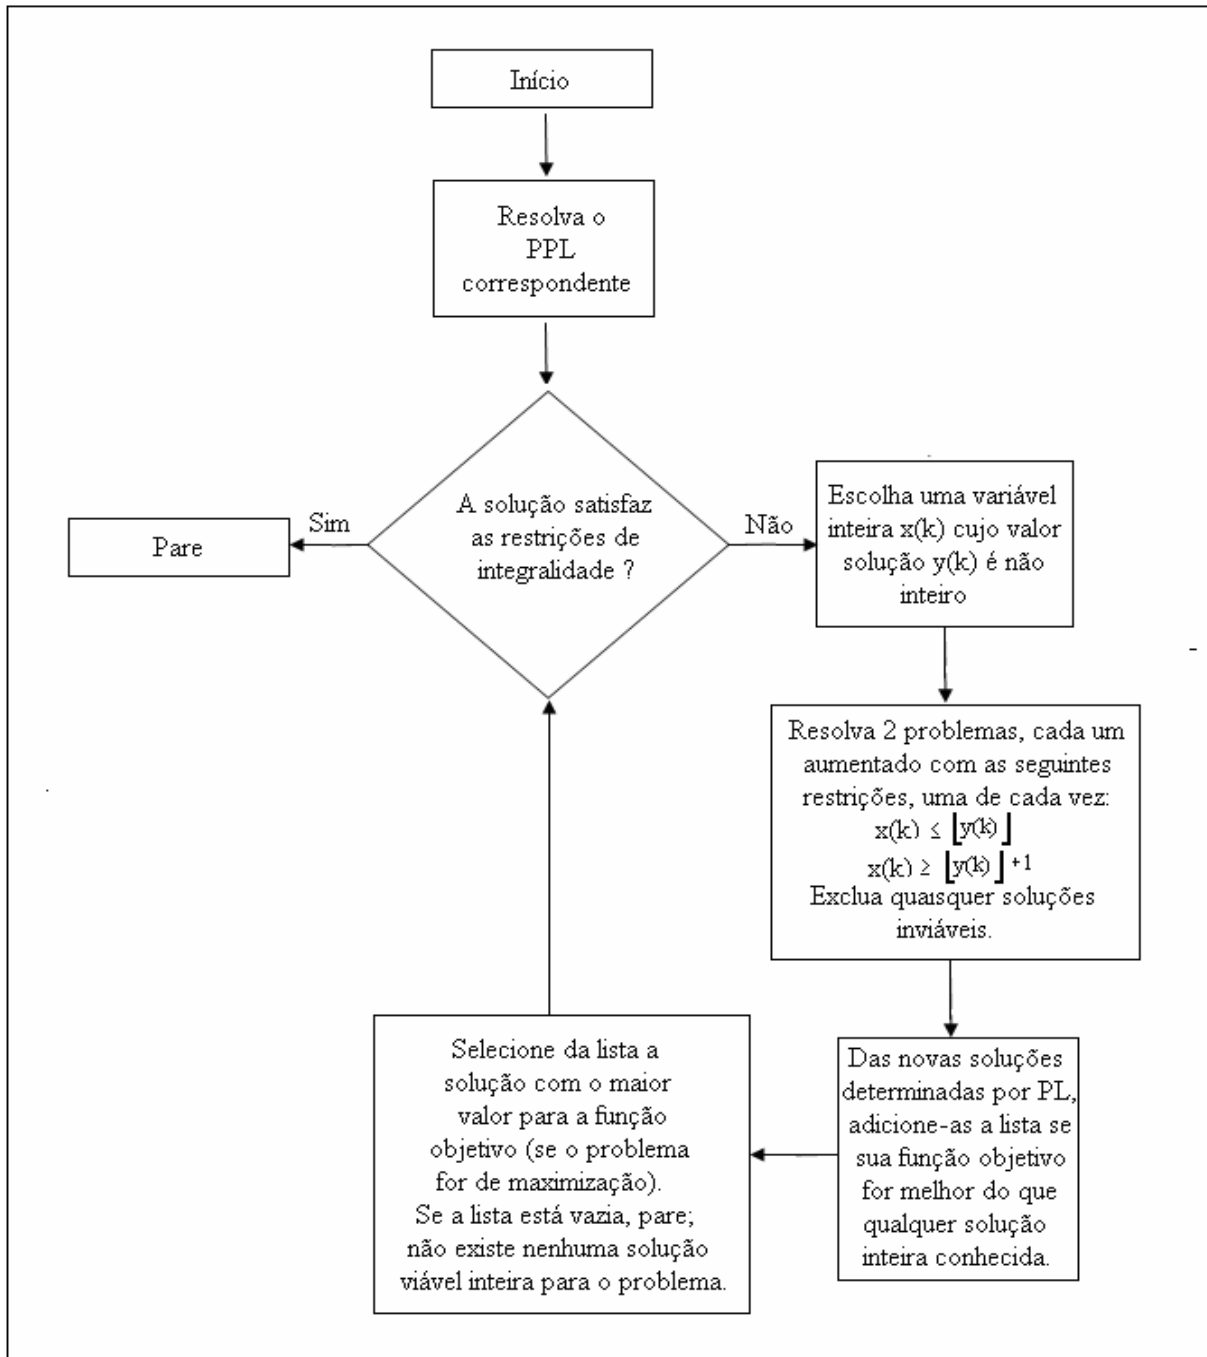 Início
Resolva o
PPL
correspondente
A solução satisfaz
as restrições de
integralidade ?
Sim
Pare
Não
Escolha uma variável
inteira x(k) cujo valor
solução y(k) é não
inteiro
Resolva 2 problemas, cada um
aumentado com as seguintes
restrições, uma de cada vez:
x(k) ≤ ⌊y(k)⌋
x(k) ≥ ⌊y(k)⌋ +1
Exclua quaisquer soluções
inviáveis.
Das novas soluções
determinadas por PL,
adicione-as a lista se
sua função objetivo
for melhor do que
qualquer solução
inteira conhecida.
Selecione da lista a
solução com o maior
valor para a função
objetivo (se o problema
for de maximização).
Se a lista está vazia, pare;
não existe nenhuma solução
viável inteira para o problema.